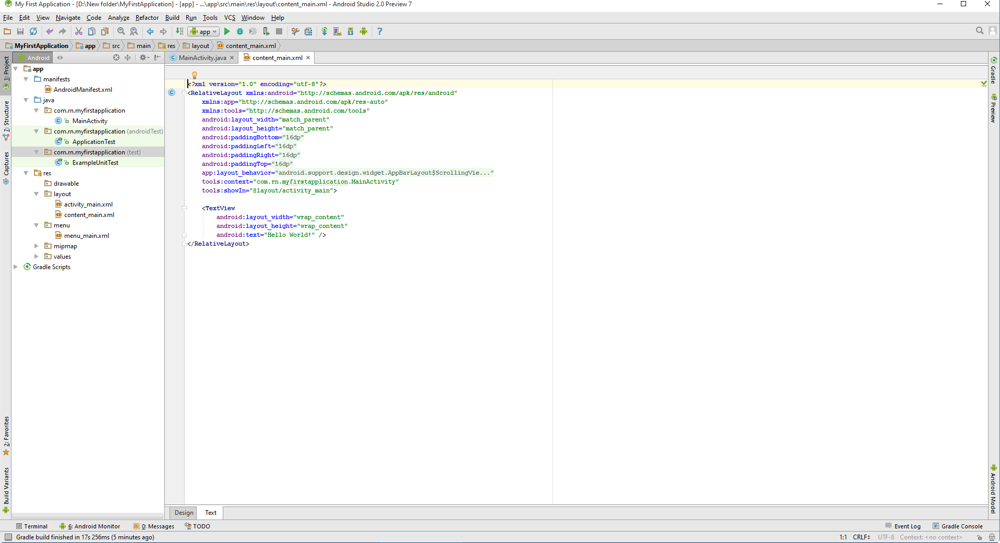 My First Application - [D:\New folder\MyFirstApplication] - [app] - ...\app\src\main\res\layout\content_main.xml - Android Studio 2.0 Preview 7
File Edit View Navigate Code Analyze Refactor Build Run Tools VCS Window Help
app
MyFirstApplication app src main res layout content_main.xml
Android
MainActivity.java content_main.xml
1: Project
7: Structure
Captures
2: Favorites
Build Variants
app
manifests
AndroidManifest.xml
java
com.rn.myfirstapplication
MainActivity
com.rn.myfirstapplication (androidTest)
ApplicationTest
com.rn.myfirstapplication (test)
ExampleUnitTest
res
drawable
layout
activity_main.xml
content_main.xml
menu
menu_main.xml
mipmap
values
Gradle Scripts
<?xml version="1.0" encoding="utf-8"?>
<RelativeLayout xmlns:android="http://schemas.android.com/apk/res/android"
xmlns:app="http://schemas.android.com/apk/res-auto"
xmlns:tools="http://schemas.android.com/tools"
android:layout_width="match_parent"
android:layout_height="match_parent"
android:paddingBottom="16dp"
android:paddingLeft="16dp"
android:paddingRight="16dp"
android:paddingTop="16dp"
app:layout_behavior="android.support.design.widget.AppBarLayout$ScrollingVie..."
tools:context="com.rn.myfirstapplication.MainActivity"
tools:showIn="@layout/activity_main">
<TextView
android:layout_width="wrap_content"
android:layout_height="wrap_content"
android:text="Hello World!" />
</RelativeLayout>
Gradle
Preview
Android Model
Design Text
Terminal 6: Android Monitor 0: Messages TODO Event Log Gradle Console
Gradle build finished in 17s 256ms (5 minutes ago) 1:1 CRLF UTF-8 Context: <no context>